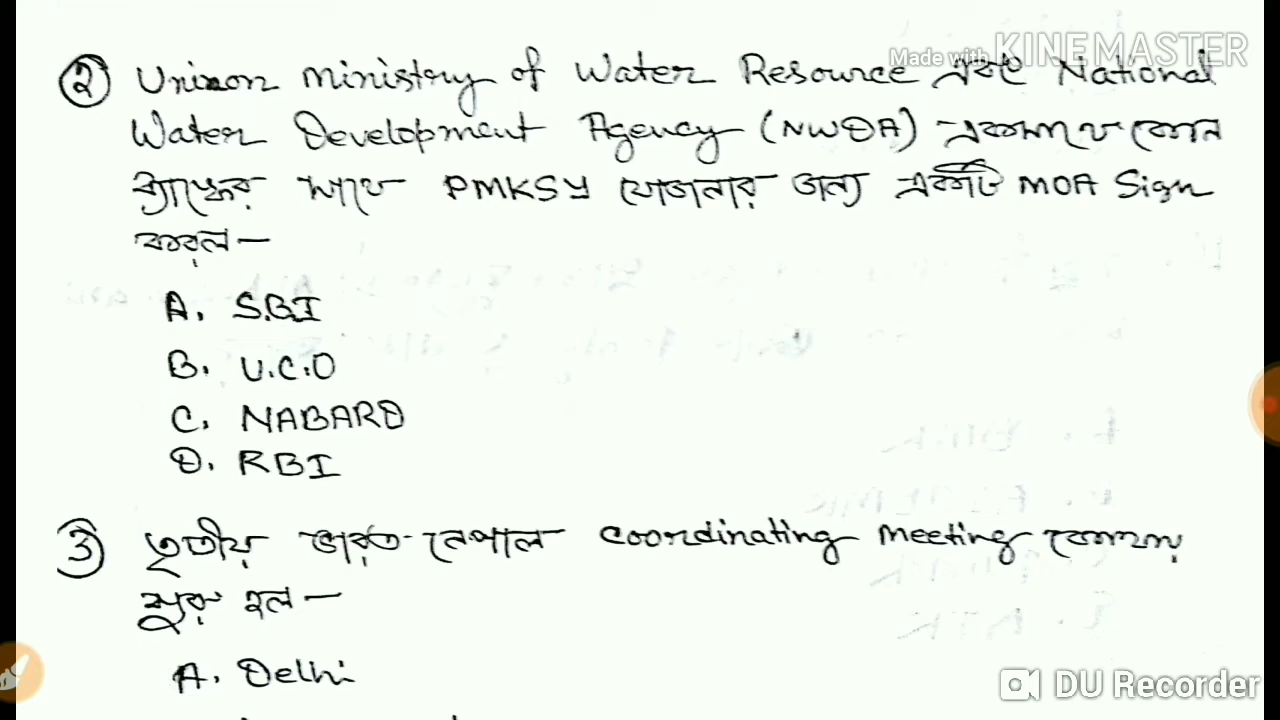 Made with KINEMASTER
② Union ministry of Water Resource এবং National
Water Development Agency (NWDA) একসাথে কোন
ব্যাঙ্কের সাথে PMKSY যোজনার জন্য একটি MOA Sign
করল-
A. S.B.I
B. U.C.O
C. NABARD
D. RBI
③ তৃতীয় ভারত-নেপাল coordinating meeting কোথায়
শুরু হল-
A. Delhi
DU Recorder